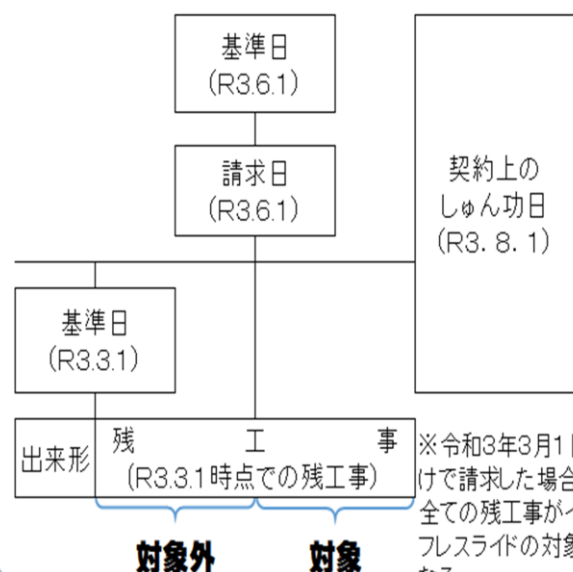 基準日
(R3.6.1)
請求日
(R3.6.1)
契約上の
しゅん功日
(R3. 8. 1)
基準日
(R3.3.1)
出来形
残 工 事
(R3.3.1時点での残工事)
※令和3年3月1日
けで請求した場合
全ての残工事がイ
フレスライドの対象
なる
対象外 対象